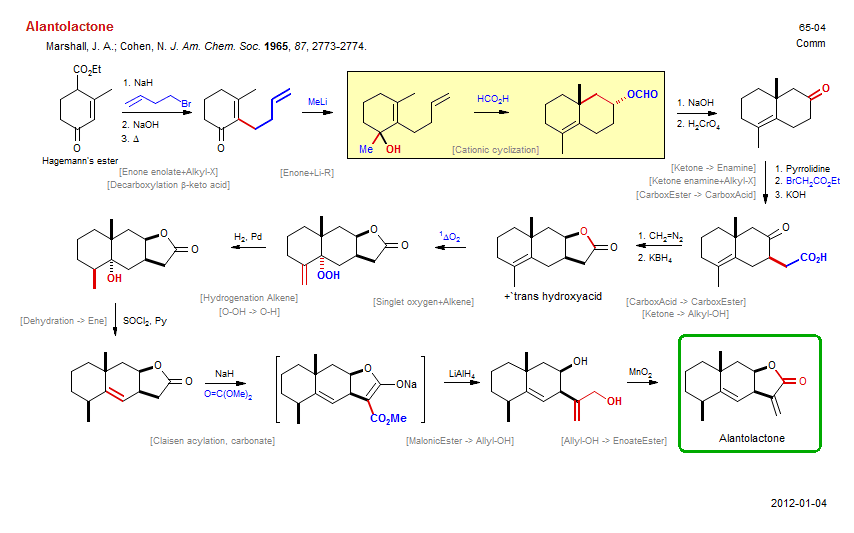 Alantolactone
65-04
Marshall, J. A.; Cohen, N. J. Am. Chem. Soc. 1965, 87, 2773-2774.
Comm
CO₂Et
1. NaH
Br
2. NaOH
3. Δ
O
Hagemann's ester
[Enone enolate+Alkyl-X]
[Decarboxylation β-keto acid]
O
MeLi
[Enone+Li-R]
Me OH
HCO₂H
[Cationic cyclization]
OCHO
1. NaOH
2. H₂CrO₄
O
[Ketone -> Enamine]
[Ketone enamine+Alkyl-X]
[CarboxEster -> CarboxAcid]
1. Pyrrolidine
2. BrCH₂CO₂Et
3. KOH
O
CO₂H
1. CH₂=N₂
2. KBH₄
[CarboxAcid -> CarboxEster]
[Ketone -> Alkyl-OH]
O
O
+`trans hydroxyacid
¹ΔO₂
[Singlet oxygen+Alkene]
O
O
OOH
H₂, Pd
[Hydrogenation Alkene]
[O-OH -> O-H]
O
O
OH
[Dehydration -> Ene]
SOCl₂, Py
O
O
NaH
O=C(OMe)₂
[Claisen acylation, carbonate]
O
ONa
CO₂Me
LiAlH₄
[MalonicEster -> Allyl-OH]
OH
OH
MnO₂
[Allyl-OH -> EnoateEster]
O
O
Alantolactone
2012-01-04